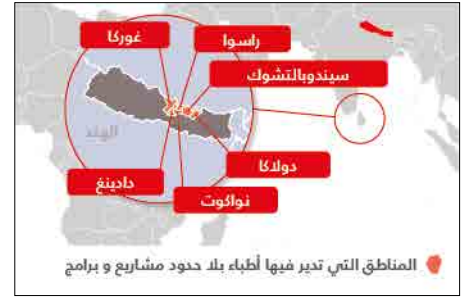 غوركا
راسوا
سيندوبالتشوك
الهند
دولاكا
دادينغ
نواكوت
المناطق التي تدير فيها أطباء بلا حدود مشاريع و برامج